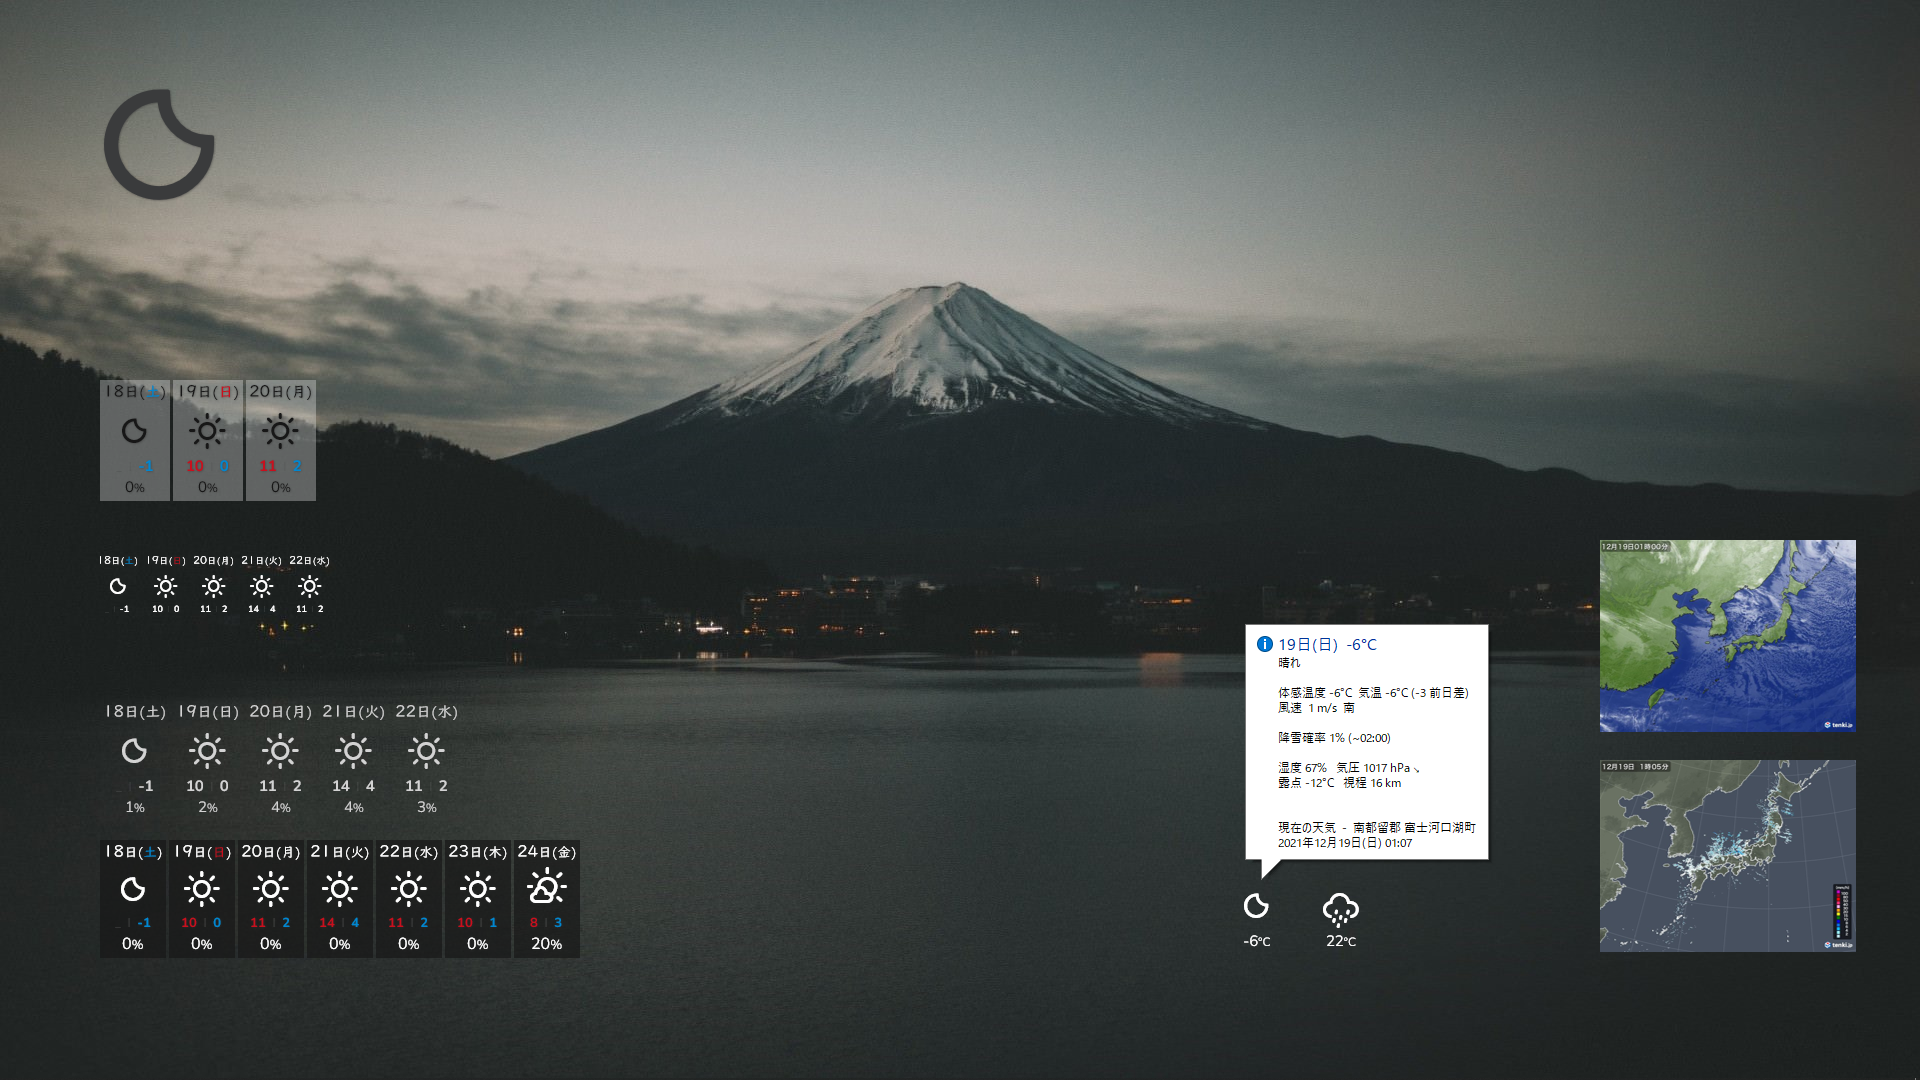 18日(土) 19日(日) 20日(月)
-1 10 0 11 2
0% 0% 0%
18日(土) 19日(日) 20日(月) 21日(火) 22日(水)
-1 10 0 11 2 14 4 11 2
18日(土) 19日(日) 20日(月) 21日(火) 22日(水)
-1 10 0 11 2 14 4 11 2
1% 2% 4% 4% 3%
18日(土) 19日(日) 20日(月) 21日(火) 22日(水) 23日(木) 24日(金)
-1 10 0 11 2 14 4 11 2 10 1 8 3
0% 0% 0% 0% 0% 0% 20%
19日(日) -6°C
晴れ
体感温度 -6°C 気温 -6°C (-3 前日差)
風速 1 m/s 南
降雪確率 1% (~02:00)
湿度 67% 気圧 1017 hPa↘
露点 -12°C 視程 16 km
現在の天気 - 南都留郡 富士河口湖町
2021年12月19日(日) 01:07
-6°C 22°C
12月19日01時00分
tenki.jp
12月19日 1時05分
tenki.jp